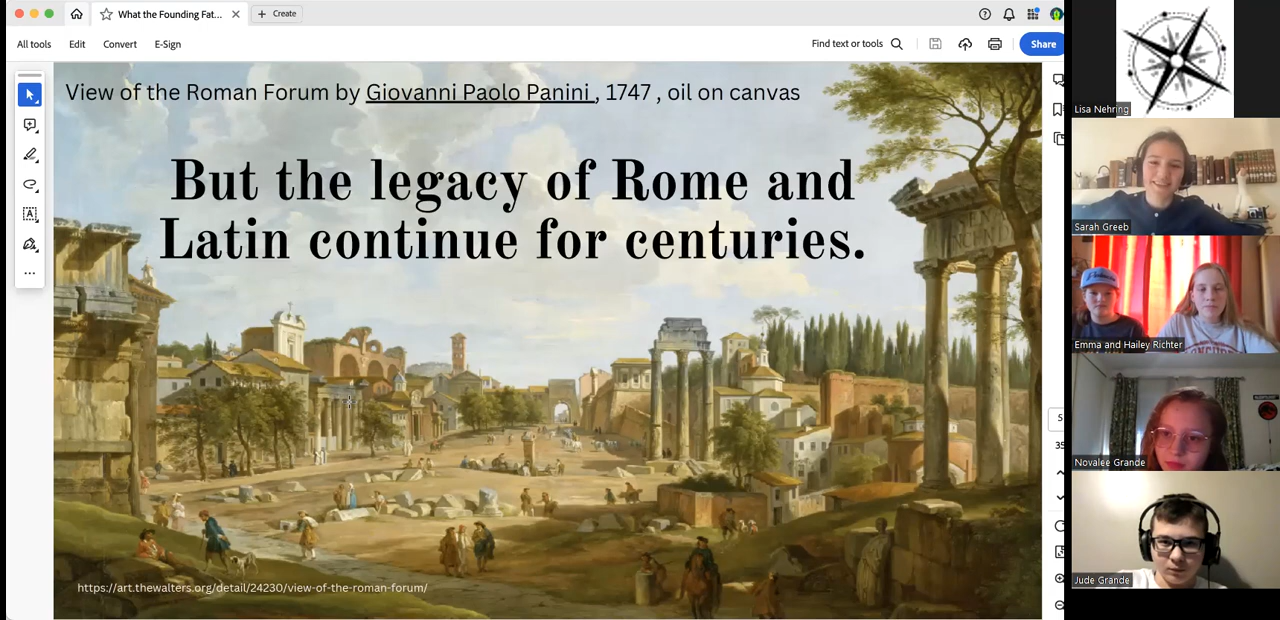 What the Founding Fat...
Create
All tools
Edit
Convert
E-Sign
Find text or tools
Share
View of the Roman Forum by Giovanni Paolo Panini , 1747 , oil on canvas
But the legacy of Rome and
Latin continue for centuries.
https://art.thewalters.org/detail/24230/view-of-the-roman-forum/
5
35
Lisa Nehring
Sarah Greeb
Emma and Hailey Richter
Novalee Grande
Jude Grande